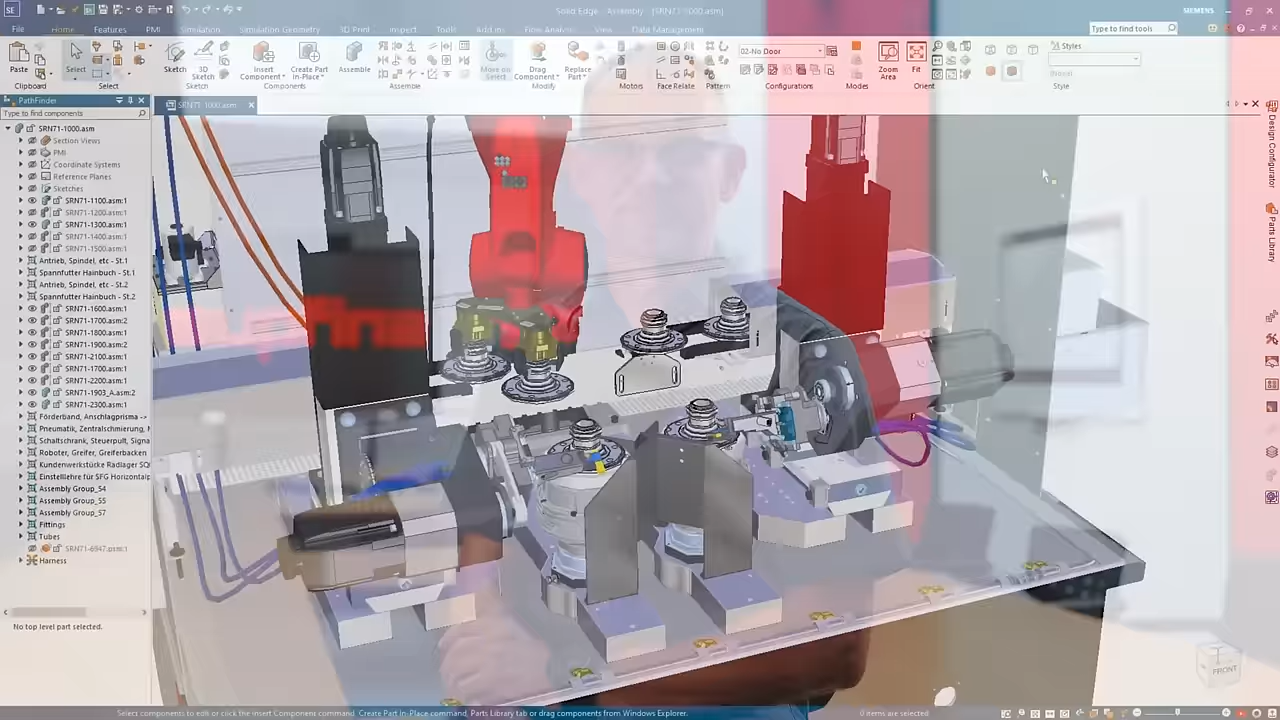 SE
Solid Edge - Assembly - [SRN71-1000.asm]
SIEMENS
File
Home
Features
PMI
Simulation
Simulation Geometry
3D Print
Inspect
Tools
Add-Ins
Flow Analysis
View
Data Management
Type to find tools
Paste
Clipboard
Select
Select
Sketch
3D
Sketch
Sketch
Insert
Component
Create Part
In-Place
Components
Assemble
Assemble
Move on
Select
Drag
Component
Replace
Part
Modify
Motors
Face Relate
Pattern
02-No Door
Configurations
Modes
Zoom
Area
Fit
Orient
Styles
(None)
Style
PathFinder
Type to find components
SRN71-1000.asm
SRN71-1000.asm
Section Views
PMI
Coordinate Systems
Reference Planes
Sketches
SRN71-1100.asm:1
SRN71-1200.asm:1
SRN71-1300.asm:1
SRN71-1400.asm:1
SRN71-1500.asm:1
Antrieb, Spindel, etc - St.1
Spannfutter Hainbuch - St.1
Antrieb, Spindel, etc - St.2
Spannfutter Hainbuch - St.2
SRN71-1600.asm:1
SRN71-1700.asm:2
SRN71-1800.asm:1
SRN71-1900.asm:2
SRN71-2100.asm:1
SRN71-1700.asm:1
SRN71-2200.asm:1
SRN71-1903_A.asm:2
SRN71-2300.asm:1
Förderband, Anschlagprisma ->
Pneumatik, Zentralschmierung,
Schaltschrank, Steuerpult, Signa
Roboter, Greifer, Greiferbacken
Kundenwerkstücke Radlager SQ
Einstelllehre für SFG Horizontal
Assembly Group_54
Assembly Group_55
Assembly Group_57
Fittings
Tubes
SRN71-6947.asm:1
Harness
No top level part selected.
Design Configurator
Parts Library
FRONT
Select components to edit or click the Insert Component command, Create Part In-Place command, Parts Library tab or drag components from Windows Explorer.
0 items are selected